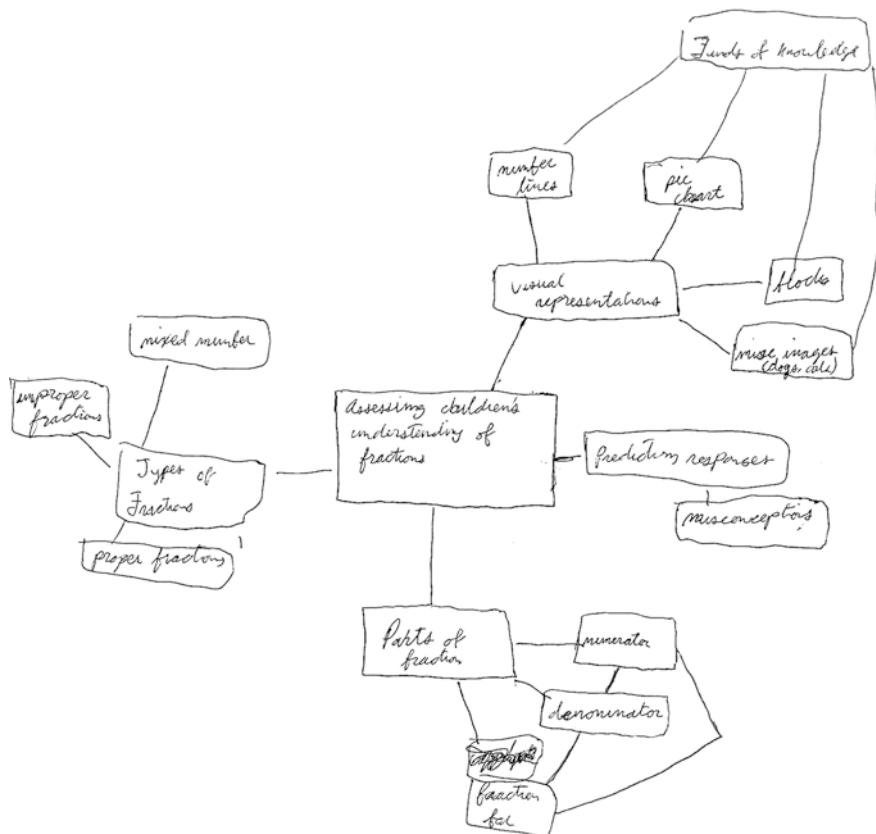 Funds of knowledge
number
lines
pie
chart
visual
representations
blocks
misc images
(dogs, cats)
mixed number
improper
fractions
Types of
Fractions
proper fractions
Assessing children's
understanding of
fractions
Prediction responses
misconceptions
Parts of
fraction
numerator
denominator
fraction
bar